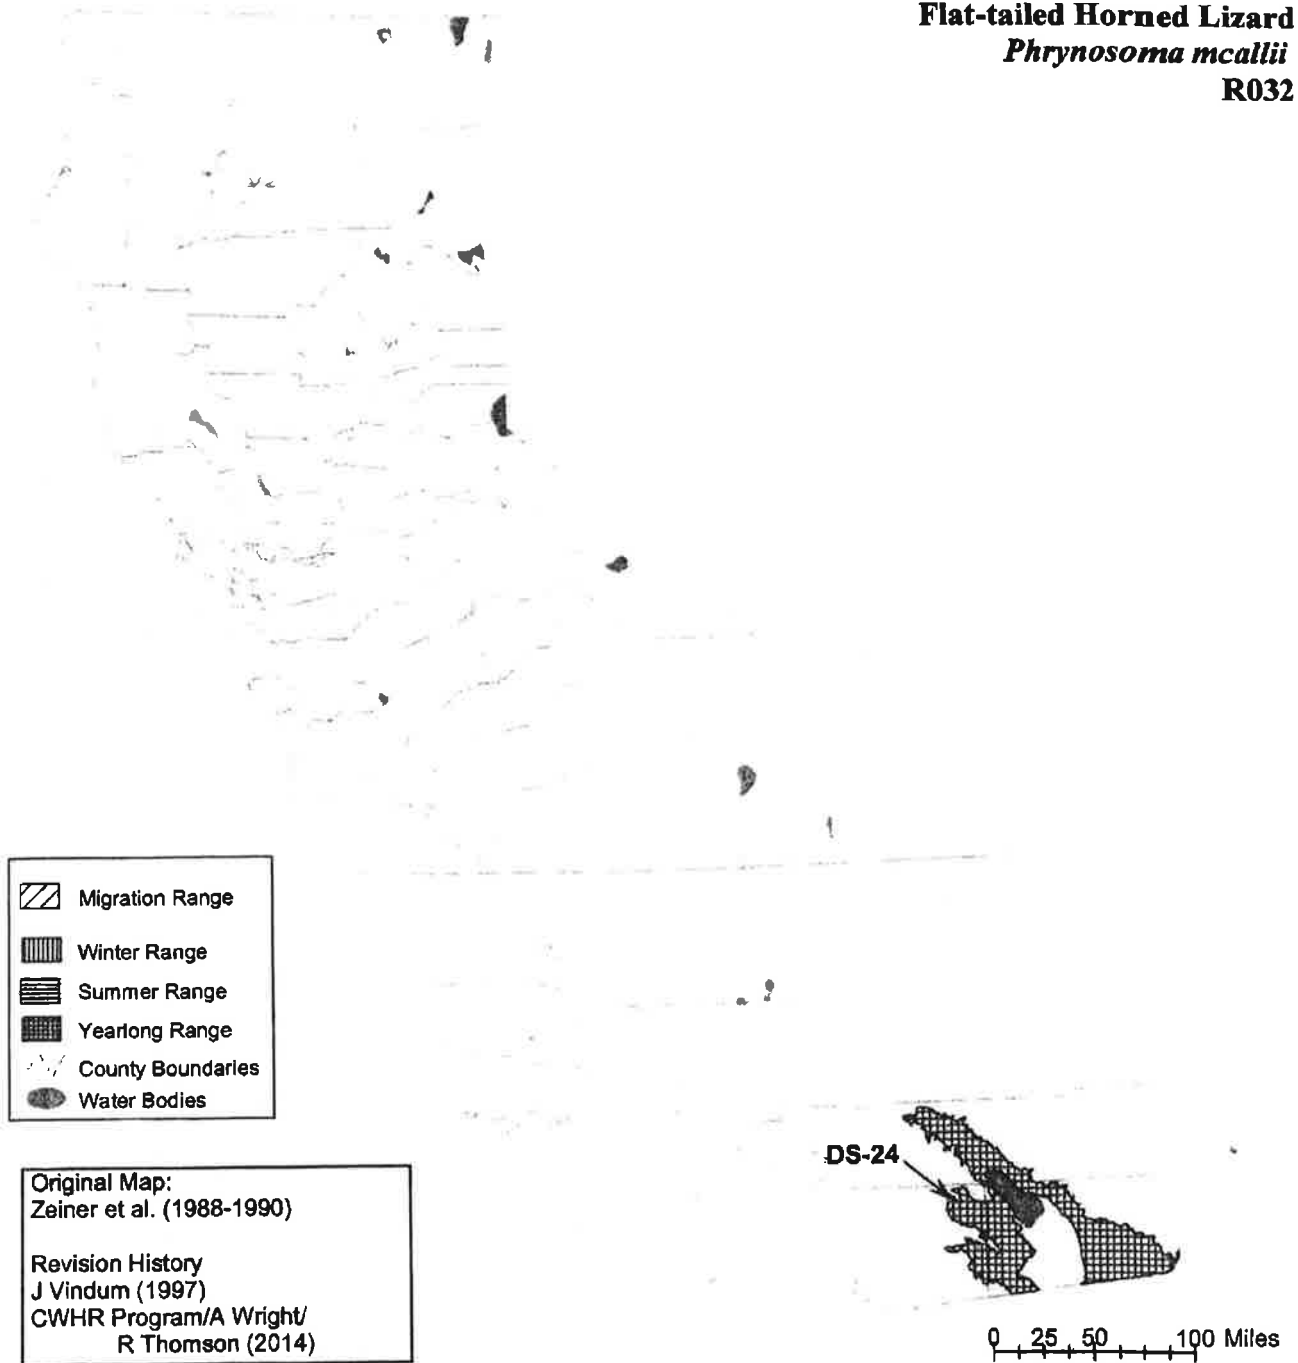 Flat-tailed Horned Lizard
Phrynosoma mcallii
R032
Migration Range
Winter Range
Summer Range
Yearlong Range
County Boundaries
Water Bodies
DS-24
Original Map:
Zeiner et al. (1988-1990)
Revision History
J Vindum (1997)
CWHR Program/A Wright/
R Thomson (2014)
0 25 50 100 Miles